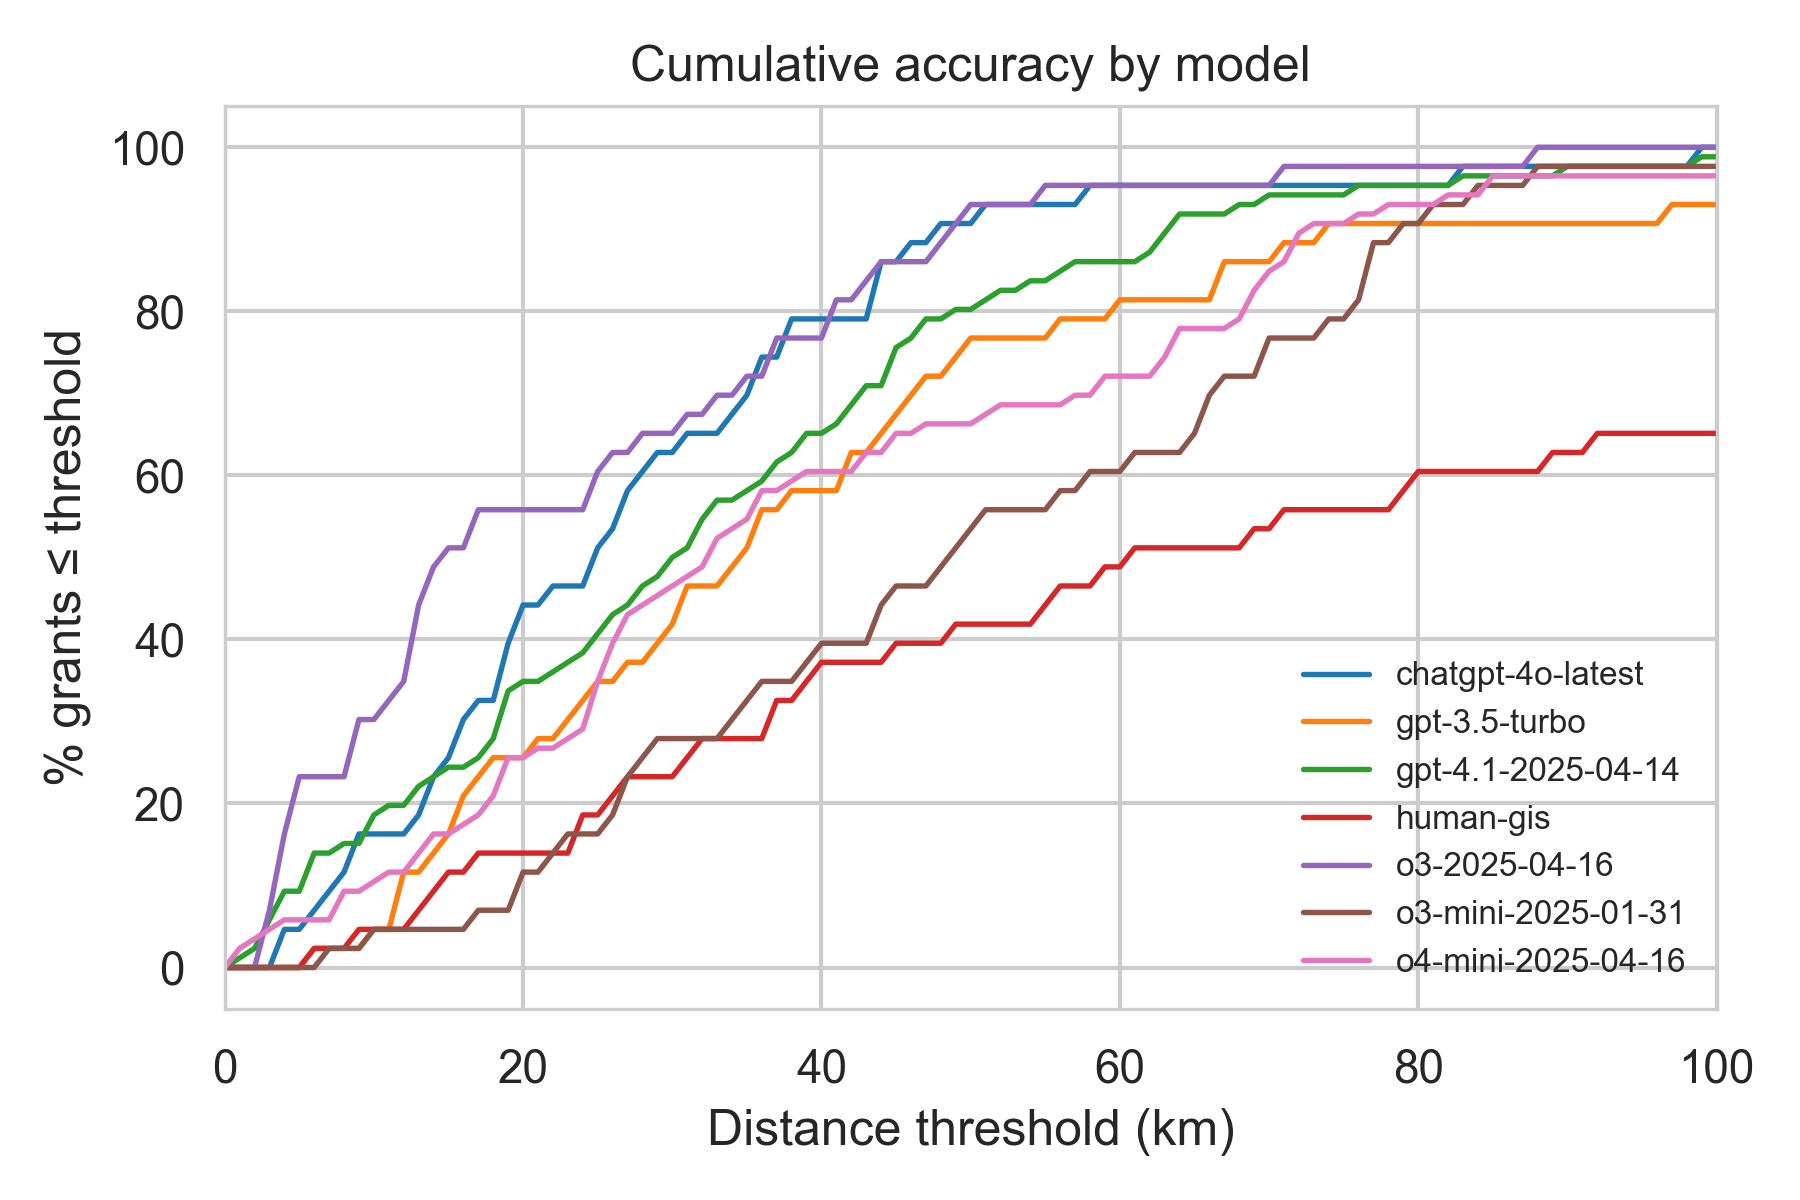 Cumulative accuracy by model
% grants ≤ threshold
100
80
60
40
20
0
chatgpt-4o-latest
gpt-3.5-turbo
gpt-4.1-2025-04-14
human-gis
o3-2025-04-16
o3-mini-2025-01-31
o4-mini-2025-04-16
0 20 40 60 80 100
Distance threshold (km)